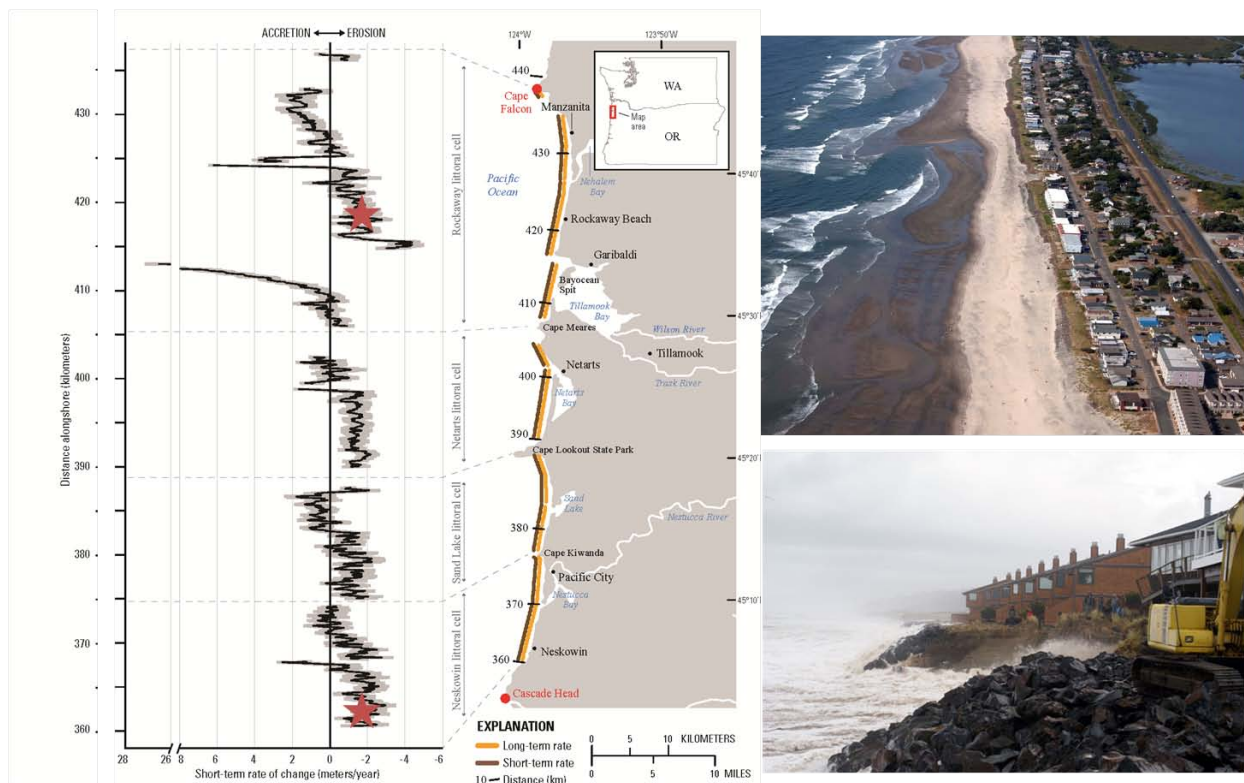 ACCRETION EROSION
Distance alongshore (kilometers)
430
420
410
400
390
380
370
360
28 26 8 6 4 2 0 -2 -4 -6
Short-term rate of change (meters/year)
Rockaway littoral cell
Netarts littoral cell
Sand Lake littoral cell
Neskowin littoral cell
124°W
123°50'
440
Cape
Falcon
Manzanita
WA
Map
area
OR
430
Pacific
Ocean
Nehalem
Bay
45°40'
Rockaway Beach
420
Garibaldi
Bayocean
Spit
410
Tillamook
Bay
45°30'
Cape Meares
Wilson River
Tillamook
Netarts
400
Trask River
Netarts
Bay
390
Cape Lookout State Park
45°20'
Sand
Lake
380
Nestucca River
Cape Kiwanda
Pacific City
Nestucca
Bay
45°10'
370
Neskowin
360
Cascade Head
EXPLANATION
Long-term rate
Short-term rate
10 Distance (km)
0 5 10 KILOMETERS
0 5 10 MILES